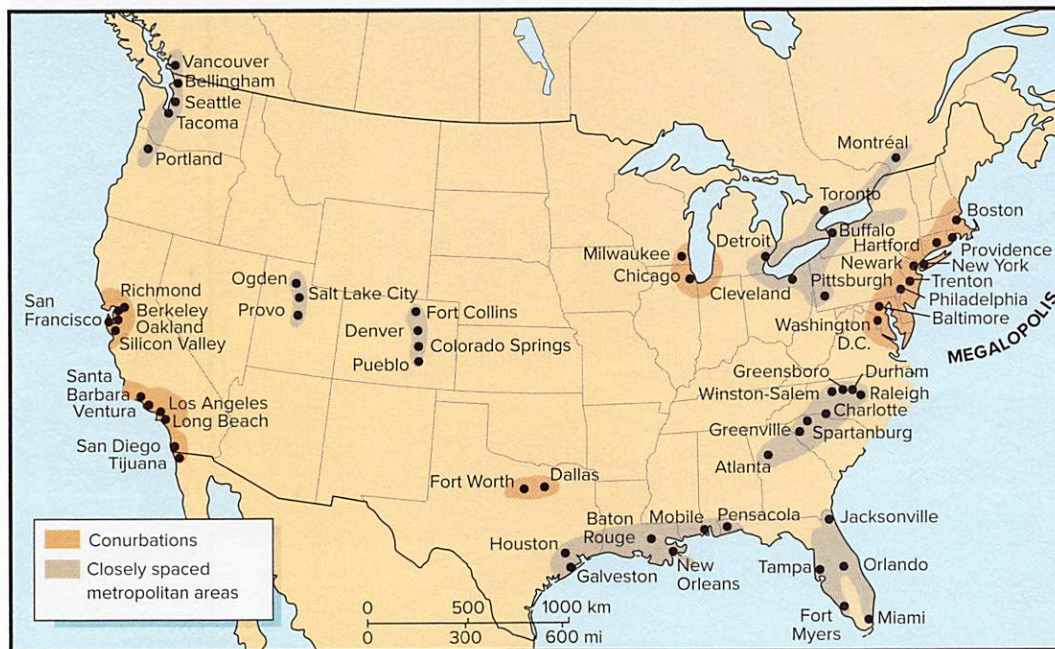 Vancouver
Bellingham
Seattle
Tacoma
Portland
Montréal
Toronto
Boston
Buffalo
Detroit
Hartford
Providence
Milwaukee
Newark
New York
Chicago
Cleveland
Pittsburgh
Trenton
Philadelphia
Baltimore
Washington
D.C.
MEGALOPOLIS
Ogden
Salt Lake City
Provo
Fort Collins
Denver
Colorado Springs
Pueblo
San
Francisco
Richmond
Berkeley
Oakland
Silicon Valley
Santa
Barbara
Ventura
Los Angeles
Long Beach
San Diego
Tijuana
Greensboro
Durham
Winston-Salem
Raleigh
Charlotte
Greenville
Spartanburg
Atlanta
Fort Worth
Dallas
Baton
Rouge
Mobile
Pensacola
Jacksonville
Houston
Galveston
New
Orleans
Tampa
Orlando
Fort
Myers
Miami
Conurbations
Closely spaced
metropolitan areas
0 500 1000 km
0 300 600 mi